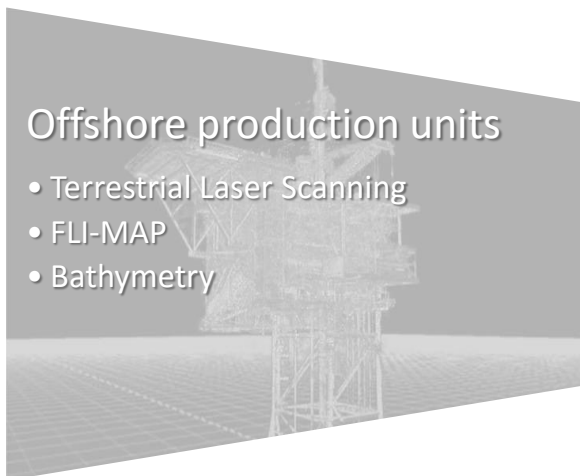 Offshore production units
• Terrestrial Laser Scanning
• FLI-MAP
• Bathymetry